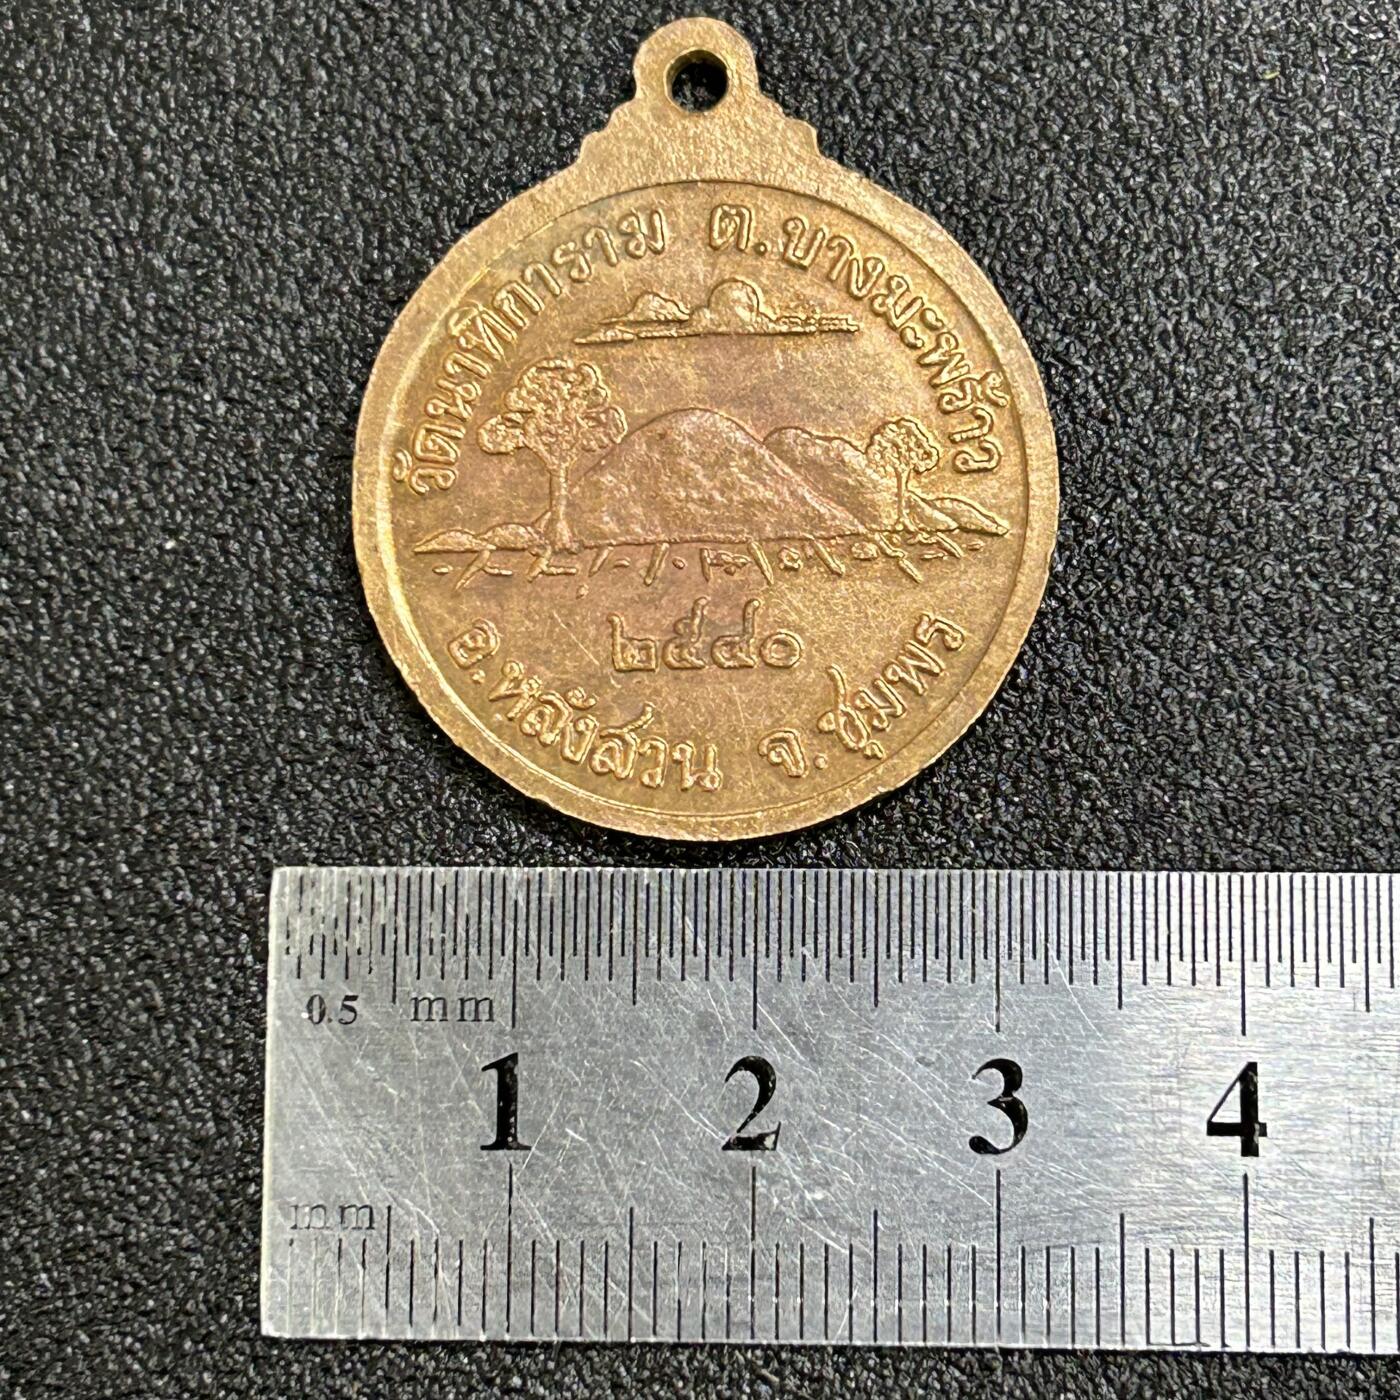 วัดนาทิการาม ต.บางมะพร้าว
๒๕๔๐
อ.หลังสวน จ.ชุมพร
0.5 mm
1 2 3 4
mm